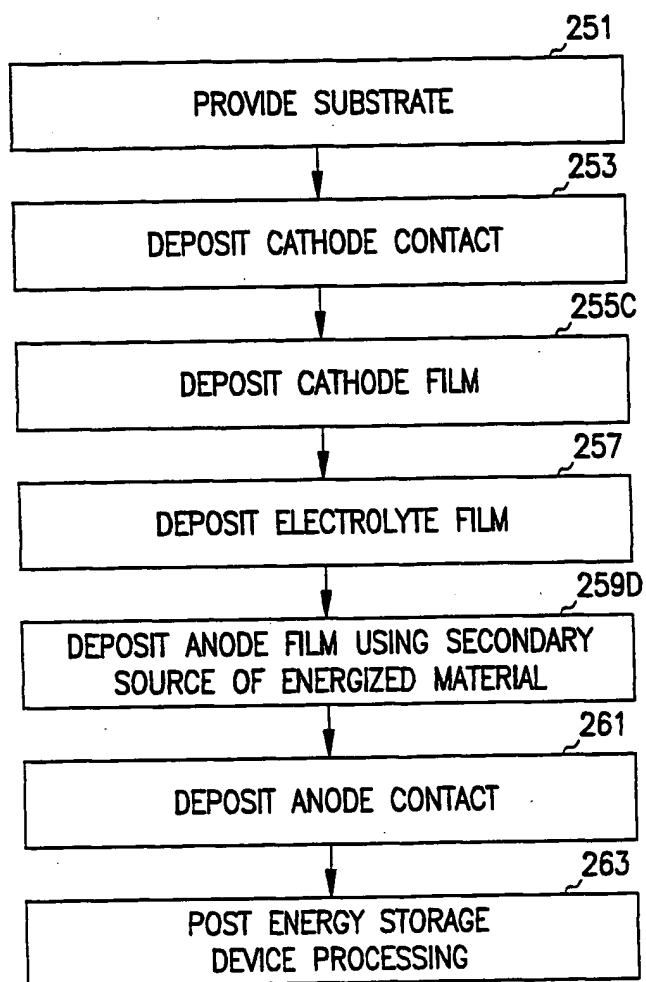 251
PROVIDE SUBSTRATE
253
DEPOSIT CATHODE CONTACT
255C
DEPOSIT CATHODE FILM
257
DEPOSIT ELECTROLYTE FILM
259D
DEPOSIT ANODE FILM USING SECONDARY
SOURCE OF ENERGIZED MATERIAL
261
DEPOSIT ANODE CONTACT
263
POST ENERGY STORAGE
DEVICE PROCESSING